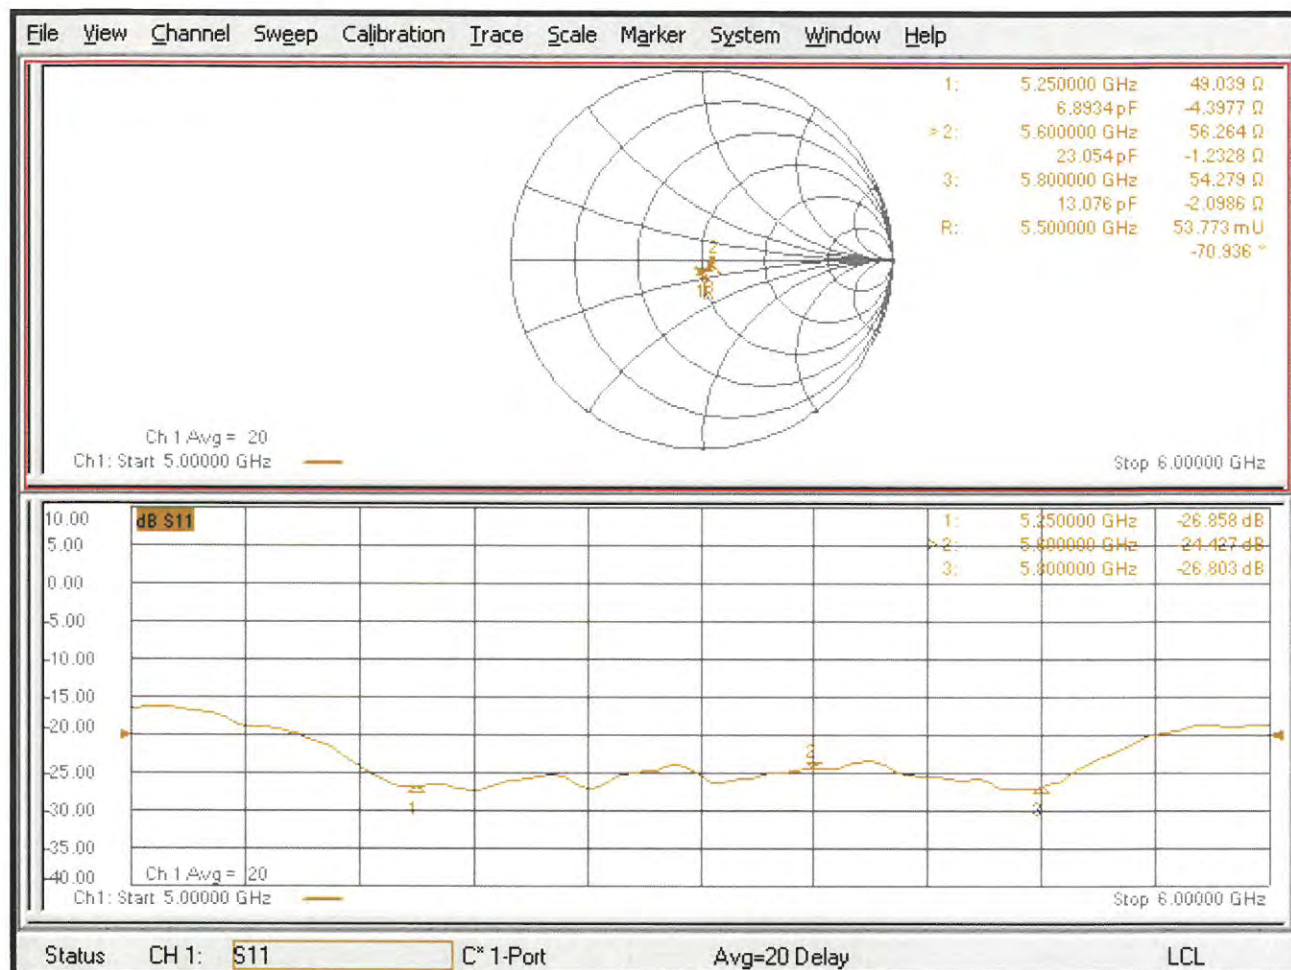 File View Channel Sweep Calibration Trace Scale Marker System Window Help
1: 5.250000 GHz 49.039 Ω
6.8934 pF -4.3977 Ω
>2: 5.600000 GHz 56.264 Ω
23.054 pF -1.2328 Ω
3: 5.800000 GHz 54.279 Ω
13.076 pF -2.0986 Ω
R: 5.500000 GHz 53.773 mU
-70.936 °
2
Ch 1 Avg = 20
Ch1: Start 5.00000 GHz
Stop 6.00000 GHz
10.00
dB S11
1: 5.250000 GHz -26.858 dB
5.00
>2: 5.600000 GHz -24.427 dB
3: 5.800000 GHz -26.803 dB
0.00
-5.00
-10.00
-15.00
-20.00
2
-25.00
1
3
-30.00
-35.00
-40.00
Ch 1 Avg = 20
Ch1: Start 5.00000 GHz
Stop 6.00000 GHz
Status CH 1: S11 C* 1-Port Avg=20 Delay LCL